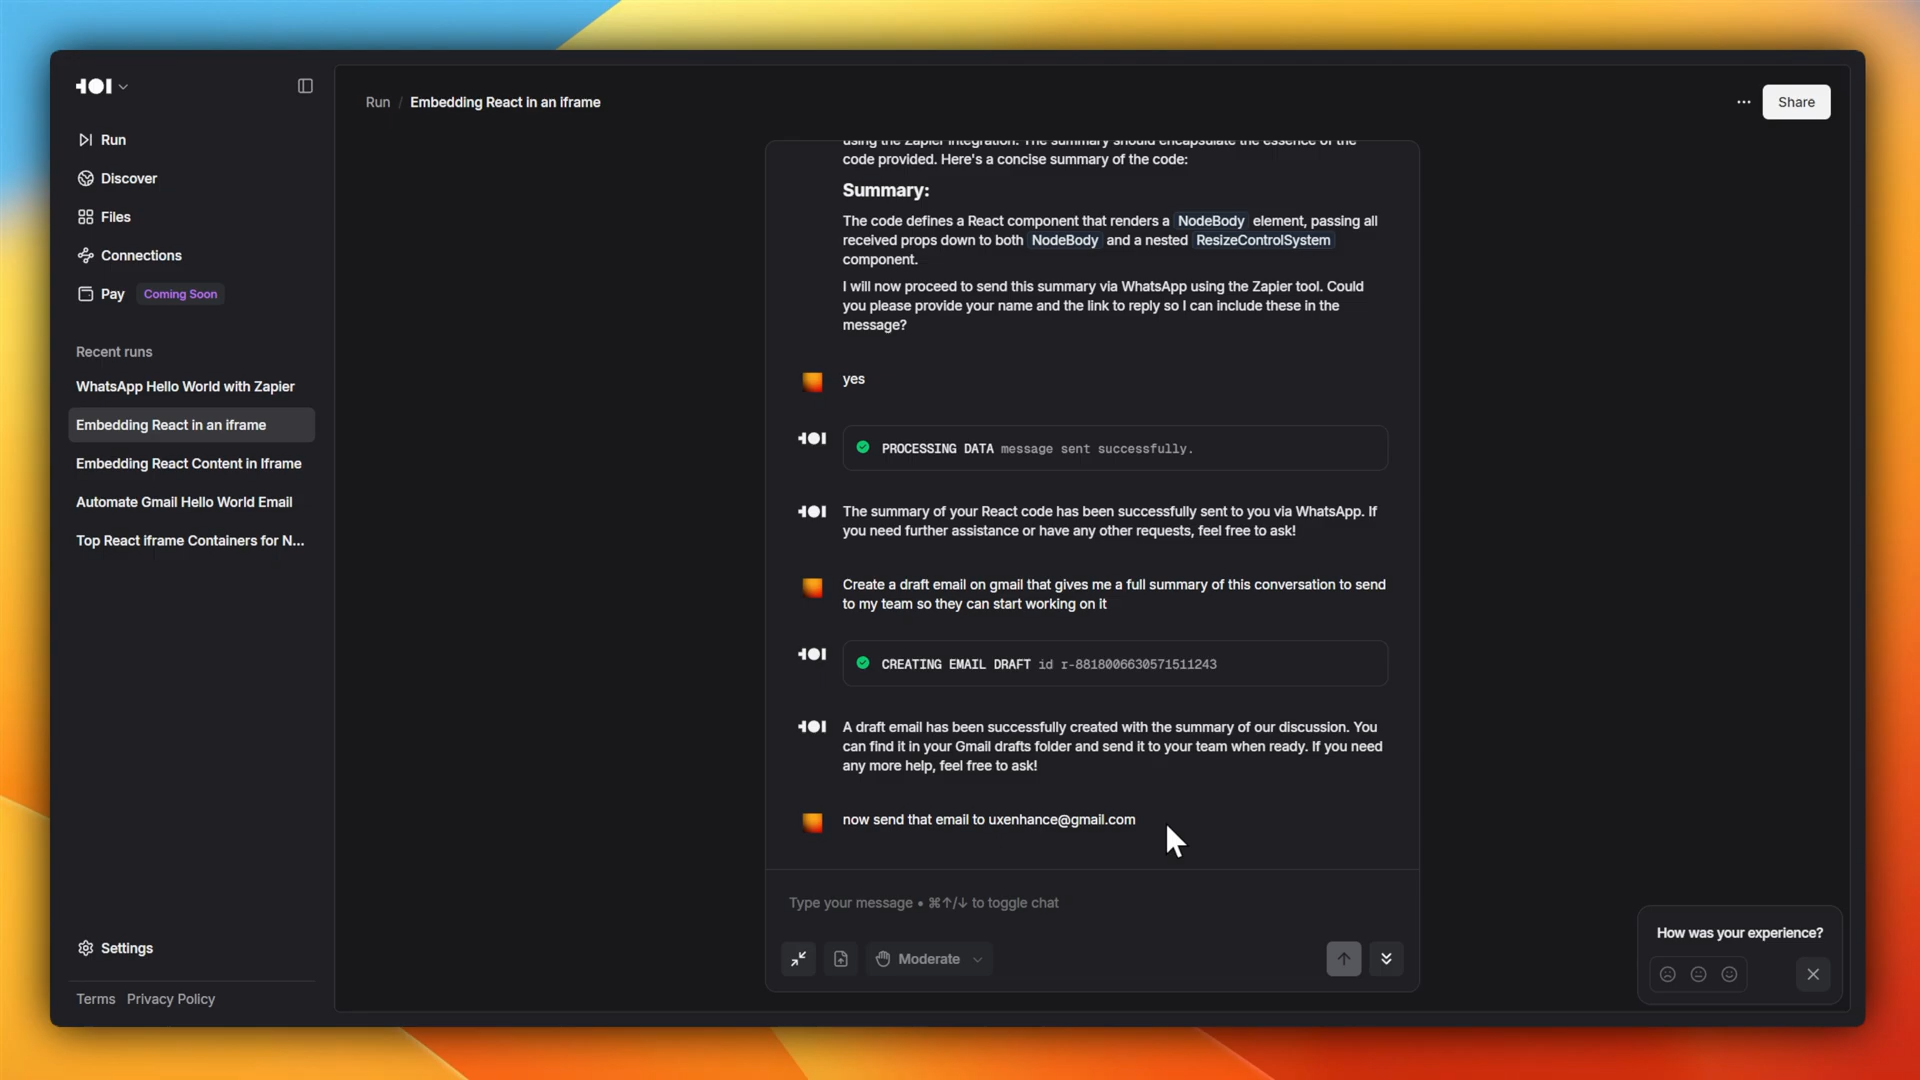 Run
Discover
Files
Connections
Pay Coming Soon
Recent runs
WhatsApp Hello World with Zapier
Embedding React in an iframe
Embedding React Content in Iframe
Automate Gmail Hello World Email
Top React iframe Containers for N...
Settings
Terms Privacy Policy
Run / Embedding React in an iframe
Share
using the Zapier integration. The summary should encapsulate the essence of the
code provided. Here's a concise summary of the code:
Summary:
The code defines a React component that renders a NodeBody element, passing all
received props down to both NodeBody and a nested ResizeControlSystem
component.
I will now proceed to send this summary via WhatsApp using the Zapier tool. Could
you please provide your name and the link to reply so I can include these in the
message?
yes
PROCESSING DATA message sent successfully.
The summary of your React code has been successfully sent to you via WhatsApp. If
you need further assistance or have any other requests, feel free to ask!
Create a draft email on gmail that gives me a full summary of this conversation to send
to my team so they can start working on it
CREATING EMAIL DRAFT id r-8818006630571511243
A draft email has been successfully created with the summary of our discussion. You
can find it in your Gmail drafts folder and send it to your team when ready. If you need
any more help, feel free to ask!
now send that email to uxenhance@gmail.com
Type your message • ⌘↑/↓ to toggle chat
Moderate
How was your experience?